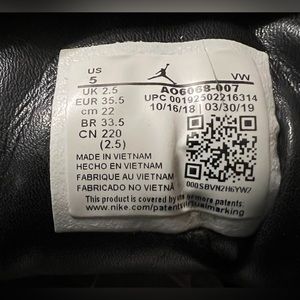 US
5
VW
UK 2.5
AO6068-007
EUR 35.5
UPC 00192502216314
cm 22
10/16/18 | 03/30/19
BR 33.5
CN 220
(2.5)
MADE IN VIETNAM
HECHO EN VIETNAM
FABRIQUE AU VIETNAM
FABRICADO NO VIETNÃ
000SBVN2H6YW7
This product is covered by one or more patents:
www.nike.com/patentvirtualmarking